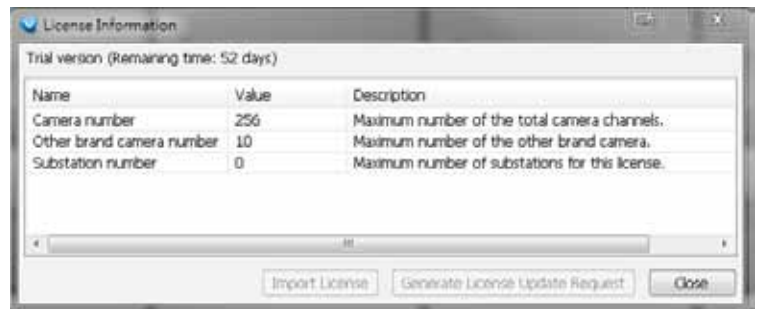 License Information
Trial version (Remaining time: 52 days)
Name Value Description
Camera number 256 Maximum number of the total camera channels.
Other brand camera number 10 Maximum number of the other brand camera.
Substation number 0 Maximum number of substations for this license.
Import License Generate License Update Request Close